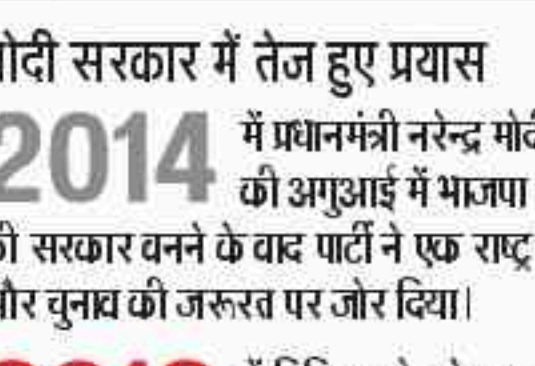 मोदी सरकार में तेज हुए प्रयास
2014 में प्रधानमंत्री नरेन्द्र मोदी
की अगुआई में भाजपा
की सरकार बनने के बाद पार्टी ने एक राष्ट्र
और चुनाव की जरूरत पर जोर दिया।